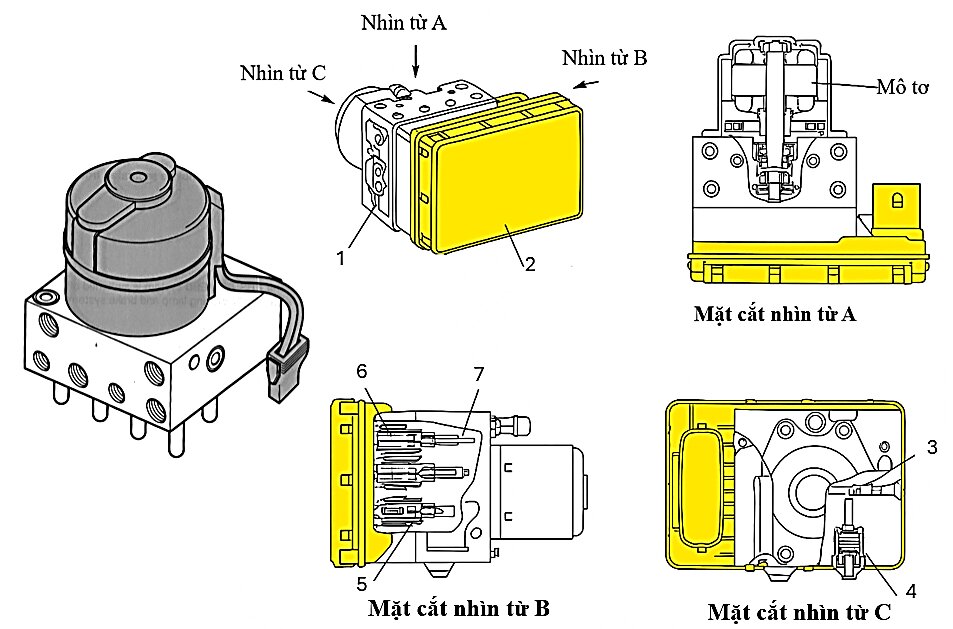 Nhìn từ A
Nhìn từ C
Nhìn từ B
1
2
Mô tơ
Mặt cắt nhìn từ A
6
7
5
Mặt cắt nhìn từ B
3
4
Mặt cắt nhìn từ C